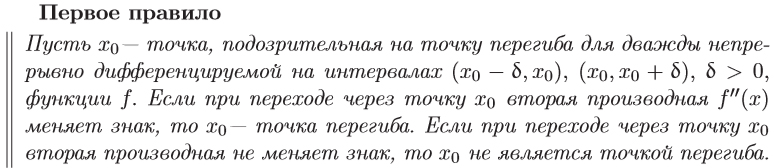 Первое правило
Пусть x₀ — точка, подозрительная на точку перегиба для дважды непре-
рывно дифференцируемой на интервалах (x₀ − δ, x₀), (x₀, x₀ + δ), δ > 0,
функции f. Если при переходе через точку x₀ вторая производная f″(x)
меняет знак, то x₀ — точка перегиба. Если при переходе через точку x₀
вторая производная не меняет знак, то x₀ не является точкой перегиба.